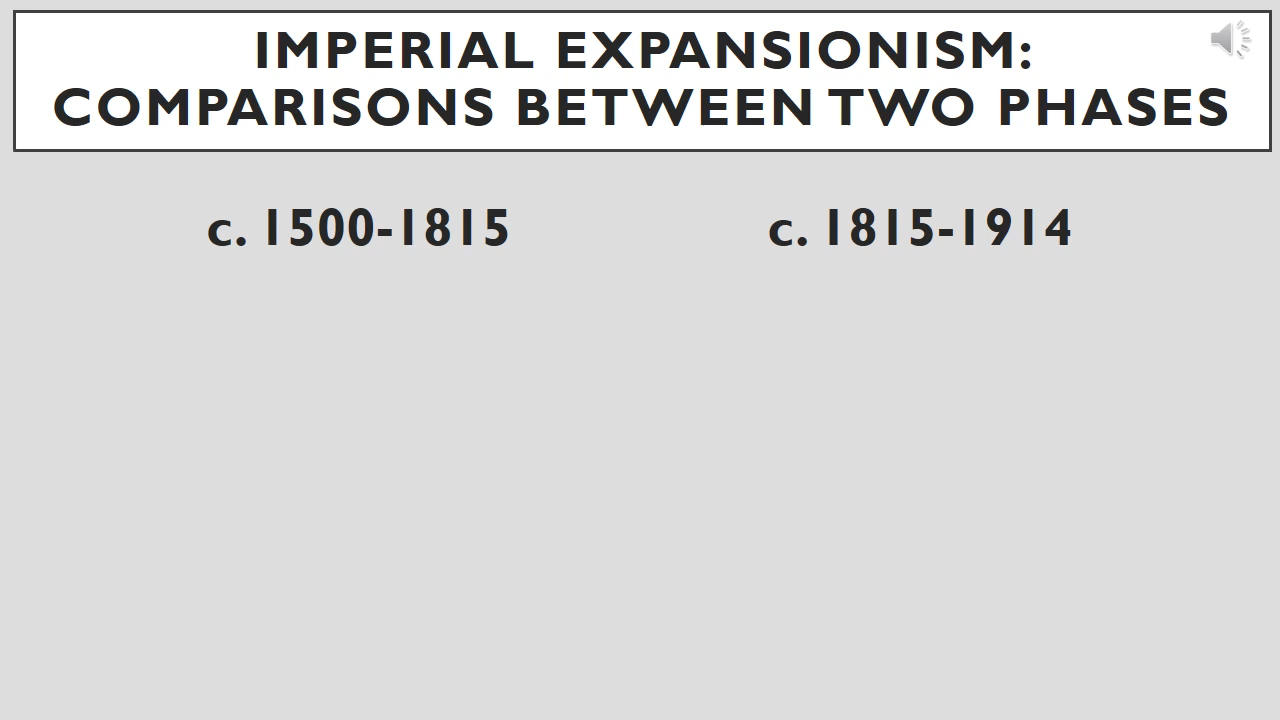 IMPERIAL EXPANSIONISM:
COMPARISONS BETWEEN TWO PHASES
c. 1500-1815
c. 1815-1914